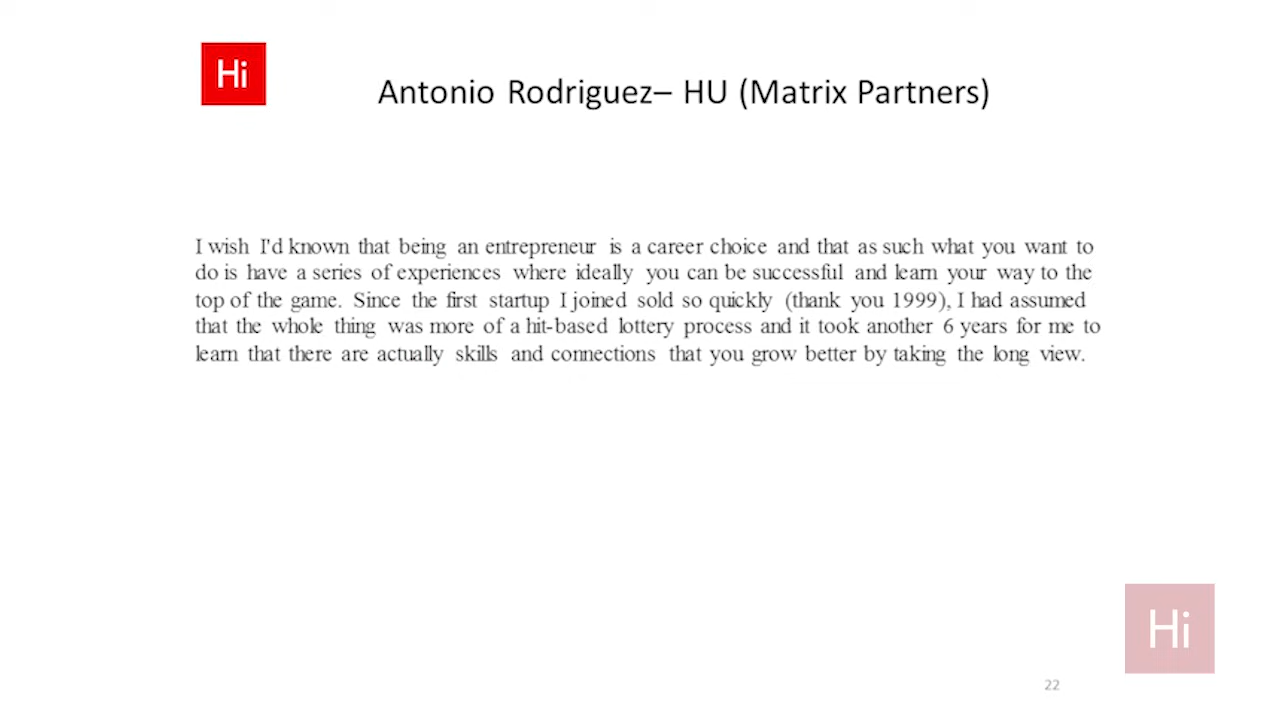 Hi
Antonio Rodriguez– HU (Matrix Partners)
I wish I'd known that being an entrepreneur is a career choice and that as such what you want to
do is have a series of experiences where ideally you can be successful and learn your way to the
top of the game. Since the first startup I joined sold so quickly (thank you 1999), I had assumed
that the whole thing was more of a hit-based lottery process and it took another 6 years for me to
learn that there are actually skills and connections that you grow better by taking the long view.
Hi
22